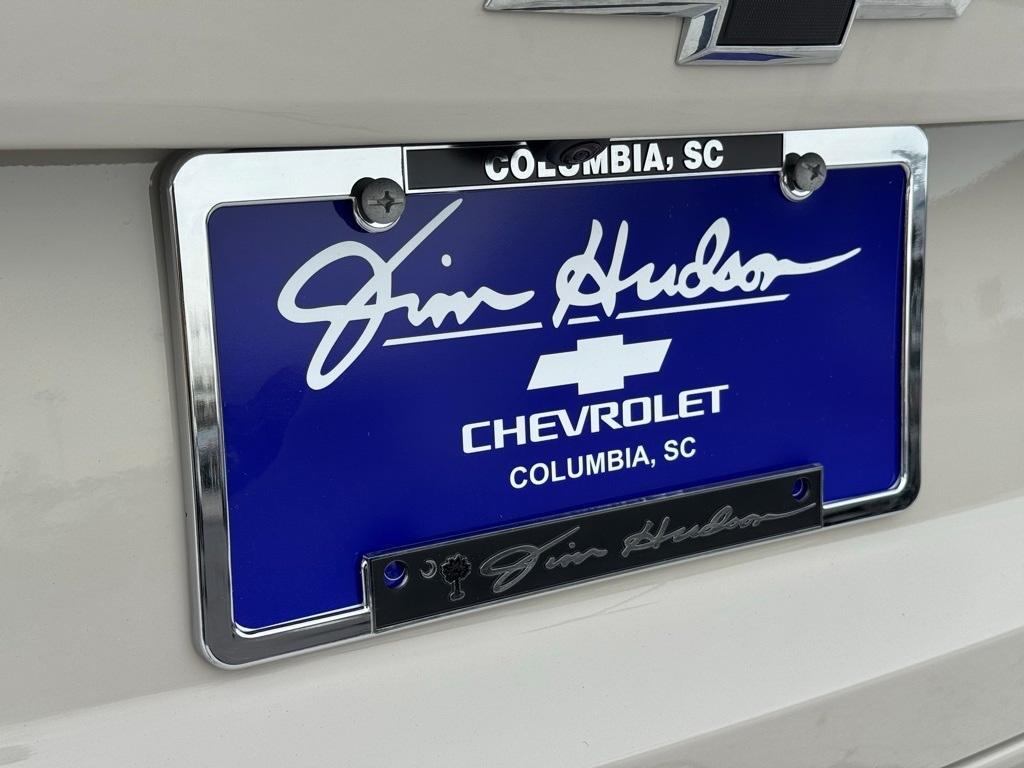 COLUMBIA, SC
Jim Hudson
CHEVROLET
COLUMBIA, SC
Jim Hudson